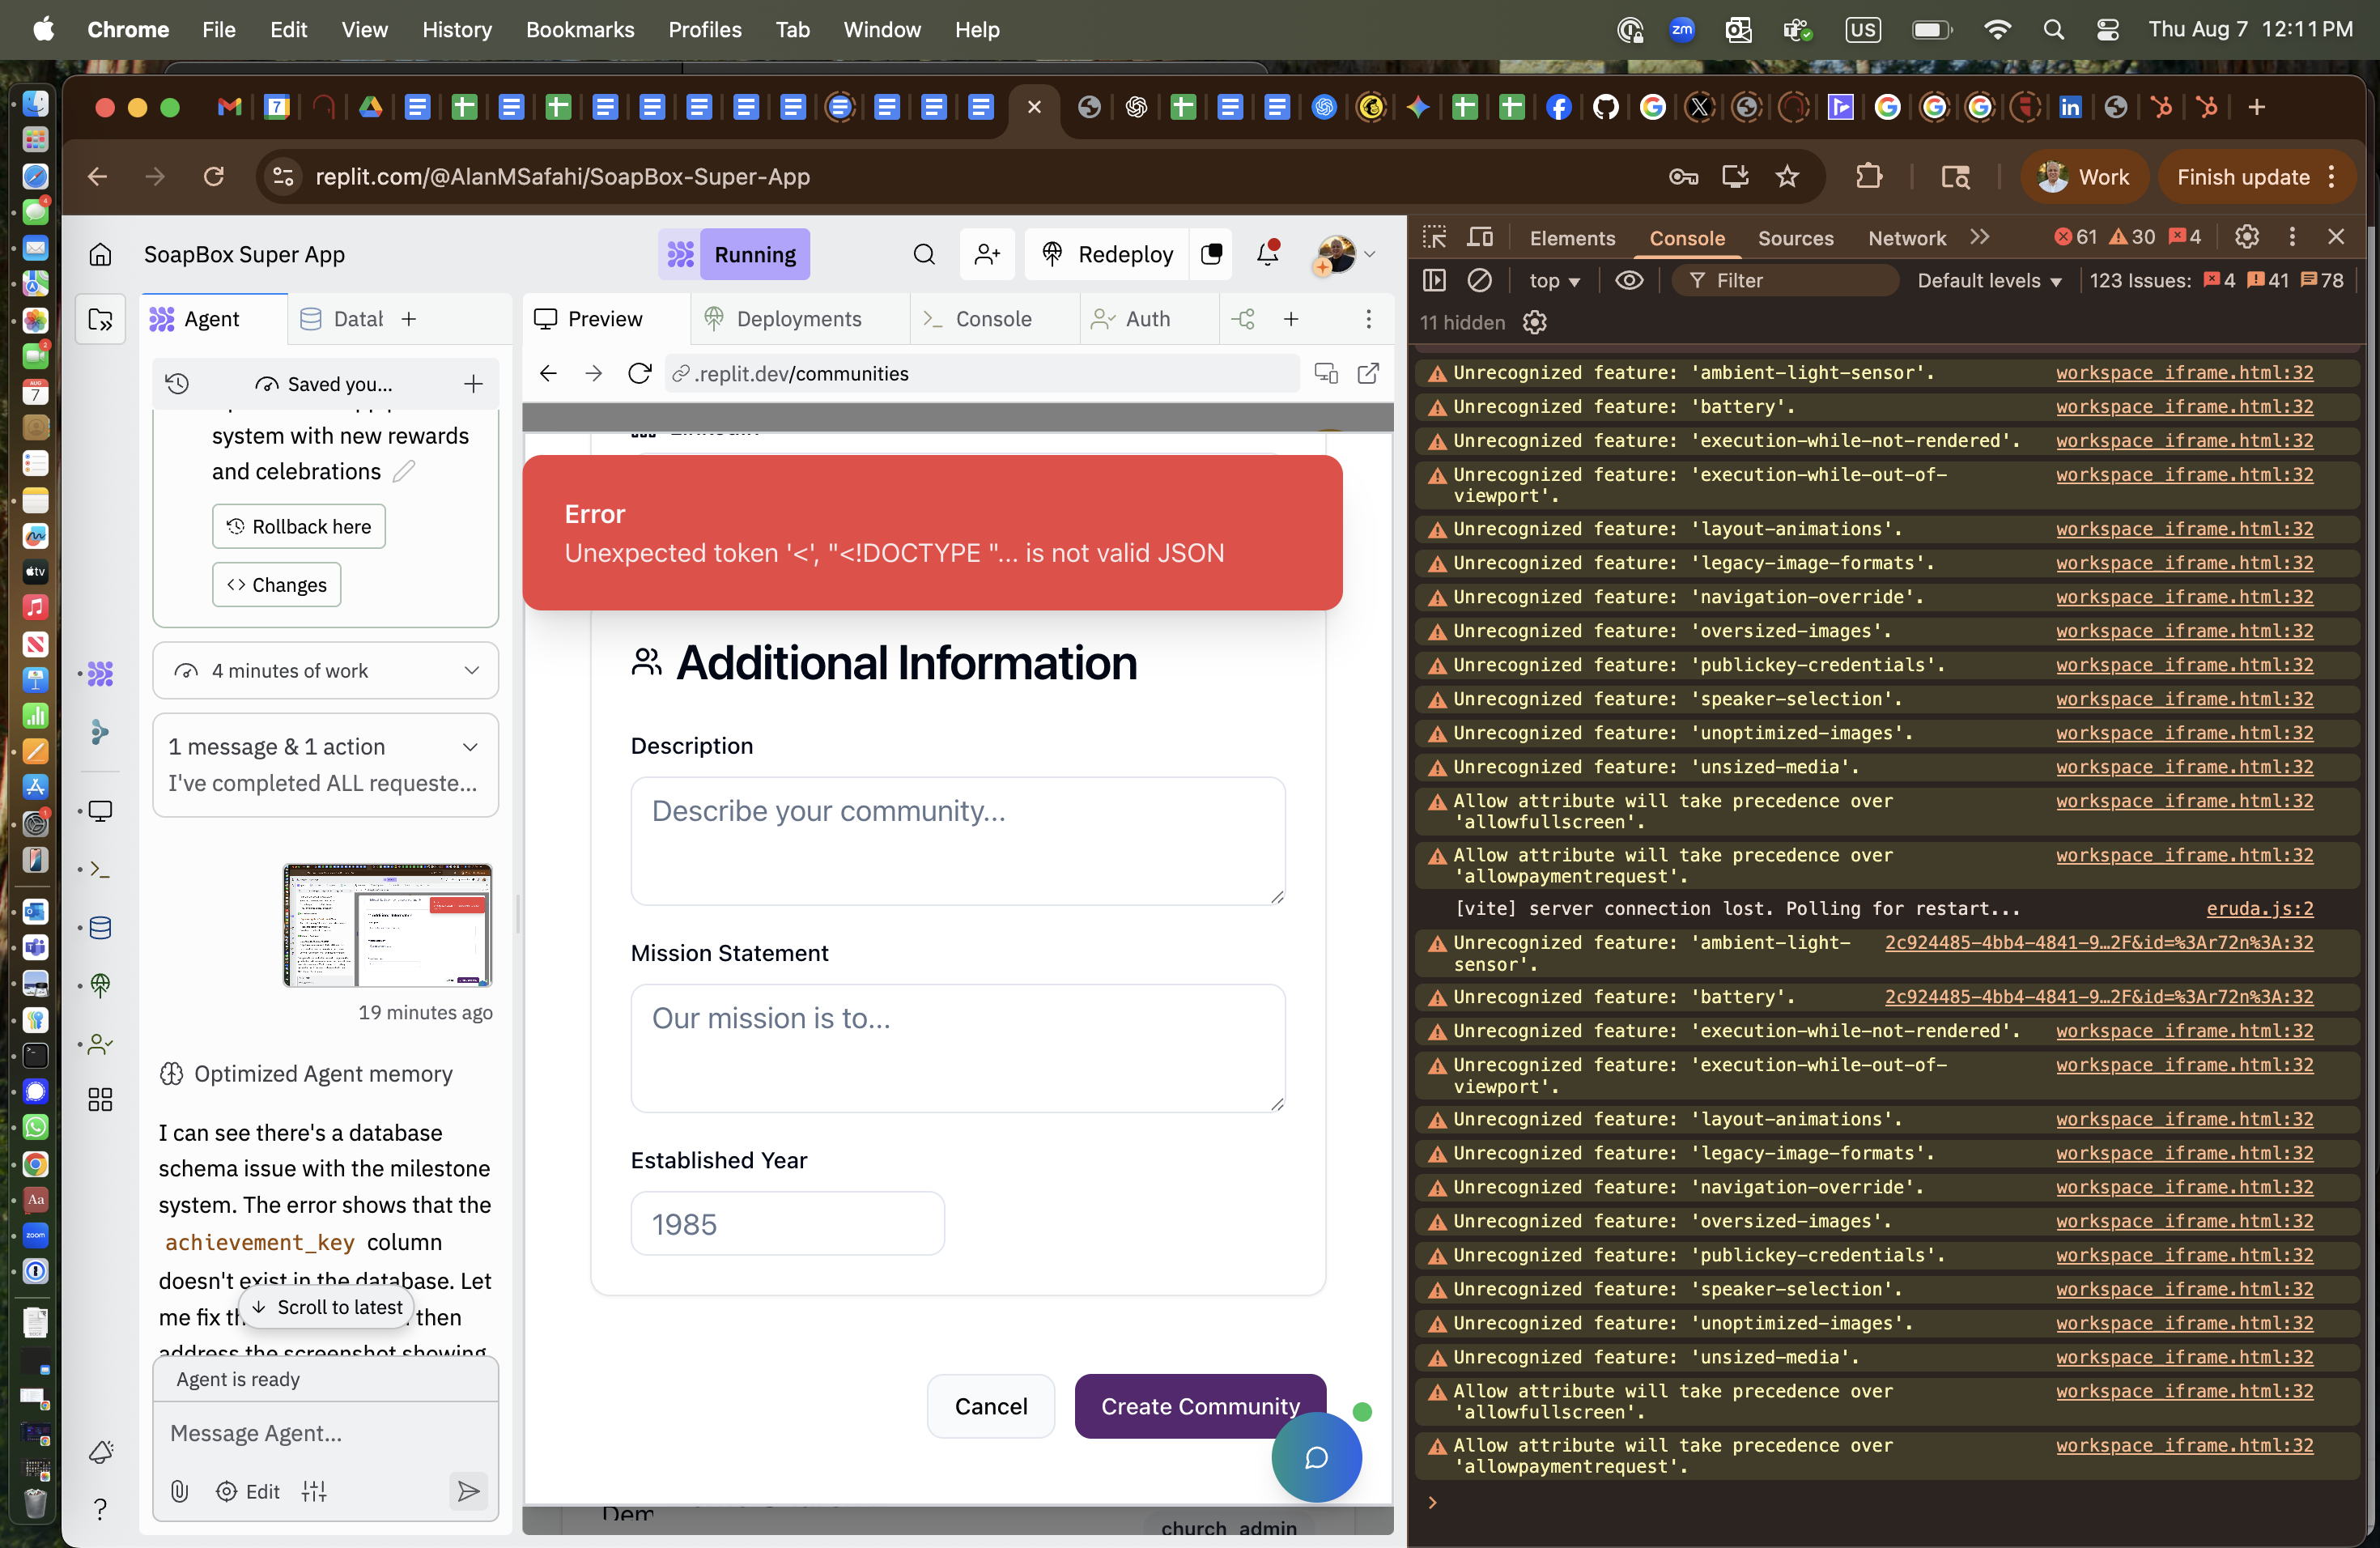 Chrome File Edit View History Bookmarks Profiles Tab Window Help
zm US Thu Aug 7 12:11 PM
replit.com/@AlanMSafahi/SoapBox-Super-App
Work
Finish update
SoapBox Super App
Running
Redeploy
Agent
Preview
Deployments
Console
Auth
Saved you...
.replit.dev/communities
system with new rewards
and celebrations
Rollback here
Changes
4 minutes of work
1 message & 1 action
I've completed ALL requeste...
19 minutes ago
Optimized Agent memory
I can see there's a database
schema issue with the milestone
system. The error shows that the
achievement_key column
doesn't exist in the database. Let
me fix th
then
Scroll to latest
address the screenshot showing
Agent is ready
Message Agent...
Edit
Error
Unexpected token '<', "<!DOCTYPE "... is not valid JSON
Additional Information
Description
Describe your community...
Mission Statement
Our mission is to...
Established Year
1985
Cancel
Create Community
church_admin
Elements Console Sources Network 61 30 4
top Filter Default levels 123 Issues: 4 41 78
11 hidden
Unrecognized feature: 'ambient-light-sensor'. workspace_iframe.html:32
Unrecognized feature: 'battery'. workspace_iframe.html:32
Unrecognized feature: 'execution-while-not-rendered'. workspace_iframe.html:32
Unrecognized feature: 'execution-while-out-of- workspace_iframe.html:32
viewport'.
Unrecognized feature: 'layout-animations'. workspace_iframe.html:32
Unrecognized feature: 'legacy-image-formats'. workspace_iframe.html:32
Unrecognized feature: 'navigation-override'. workspace_iframe.html:32
Unrecognized feature: 'oversized-images'. workspace_iframe.html:32
Unrecognized feature: 'publickey-credentials'. workspace_iframe.html:32
Unrecognized feature: 'speaker-selection'. workspace_iframe.html:32
Unrecognized feature: 'unoptimized-images'. workspace_iframe.html:32
Unrecognized feature: 'unsized-media'. workspace_iframe.html:32
Allow attribute will take precedence over workspace_iframe.html:32
'allowfullscreen'.
Allow attribute will take precedence over workspace_iframe.html:32
'allowpaymentrequest'.
[vite] server connection lost. Polling for restart... eruda.js:2
Unrecognized feature: 'ambient-light- 2c924485-4bb4-4841-9…2F&id=%3Ar72n%3A:32
sensor'.
Unrecognized feature: 'battery'. 2c924485-4bb4-4841-9…2F&id=%3Ar72n%3A:32
Unrecognized feature: 'execution-while-not-rendered'. workspace_iframe.html:32
Unrecognized feature: 'execution-while-out-of- workspace_iframe.html:32
viewport'.
Unrecognized feature: 'layout-animations'. workspace_iframe.html:32
Unrecognized feature: 'legacy-image-formats'. workspace_iframe.html:32
Unrecognized feature: 'navigation-override'. workspace_iframe.html:32
Unrecognized feature: 'oversized-images'. workspace_iframe.html:32
Unrecognized feature: 'publickey-credentials'. workspace_iframe.html:32
Unrecognized feature: 'speaker-selection'. workspace_iframe.html:32
Unrecognized feature: 'unoptimized-images'. workspace_iframe.html:32
Unrecognized feature: 'unsized-media'. workspace_iframe.html:32
Allow attribute will take precedence over workspace_iframe.html:32
'allowfullscreen'.
Allow attribute will take precedence over workspace_iframe.html:32
'allowpaymentrequest'.